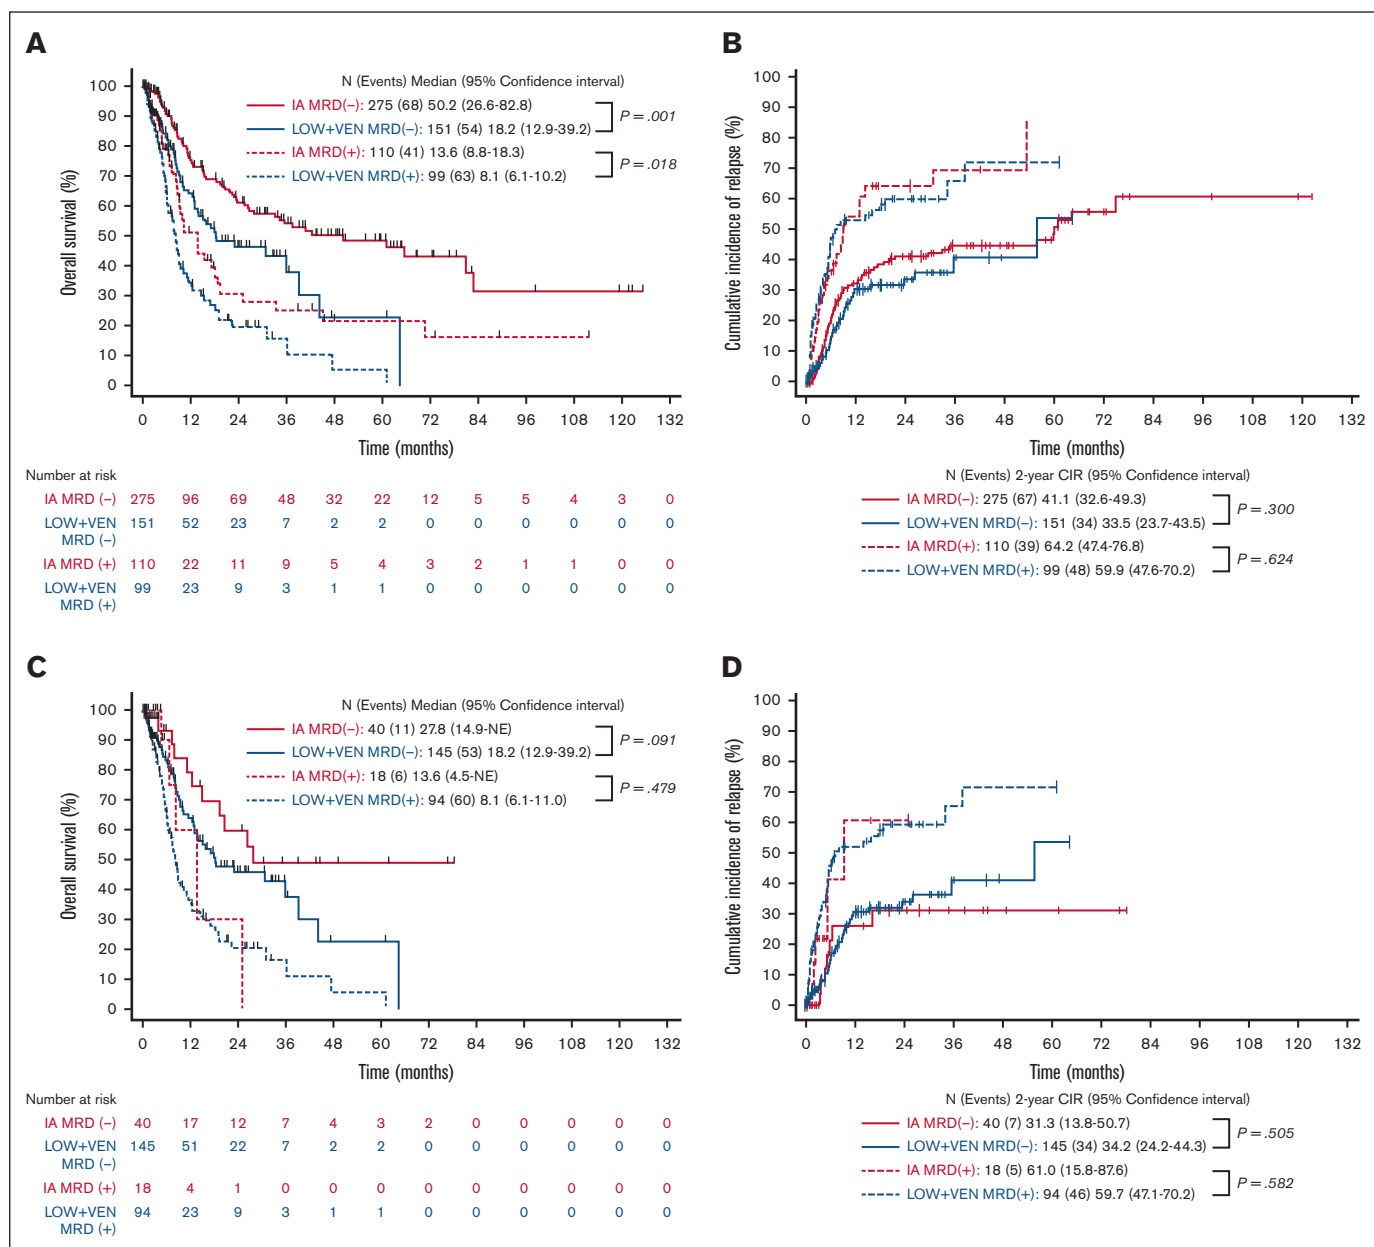 A
N (Events) Median (95% Confidence interval)
IA MRD(-): 275 (68) 50.2 (26.6-82.8)
LOW+VEN MRD(-): 151 (54) 18.2 (12.9-39.2)
P = .001
IA MRD(+): 110 (41) 13.6 (8.8-18.3)
LOW+VEN MRD(+): 99 (63) 8.1 (6.1-10.2)
P = .018
Overall survival (%)
100
90
80
70
60
50
40
30
20
10
0
0 12 24 36 48 60 72 84 96 108 120 132
Time (months)
Number at risk
IA MRD (-) 275 96 69 48 32 22 12 5 5 4 3 0
LOW+VEN 151 52 23 7 2 2 0 0 0 0 0 0
MRD (-)
IA MRD (+) 110 22 11 9 5 4 3 2 1 1 0 0
LOW+VEN 99 23 9 3 1 1 0 0 0 0 0 0
MRD (+)
B
Cumulative incidence of relapse (%)
100
90
80
70
60
50
40
30
20
10
0
0 12 24 36 48 60 72 84 96 108 120 132
Time (months)
N (Events) 2-year CIR (95% Confidence interval)
IA MRD(-): 275 (67) 41.1 (32.6-49.3)
LOW+VEN MRD(-): 151 (34) 33.5 (23.7-43.5)
P = .300
IA MRD(+): 110 (39) 64.2 (47.4-76.8)
LOW+VEN MRD(+): 99 (48) 59.9 (47.6-70.2)
P = .624
C
N (Events) Median (95% Confidence interval)
IA MRD(-): 40 (11) 27.8 (14.9-NE)
LOW+VEN MRD(-): 145 (53) 18.2 (12.9-39.2)
P = .091
IA MRD(+): 18 (6) 13.6 (4.5-NE)
LOW+VEN MRD(+): 94 (60) 8.1 (6.1-11.0)
P = .479
Overall survival (%)
100
90
80
70
60
50
40
30
20
10
0
0 12 24 36 48 60 72 84 96 108 120 132
Time (months)
Number at risk
IA MRD (-) 40 17 12 7 4 3 2 0 0 0 0 0
LOW+VEN 145 51 22 7 2 2 0 0 0 0 0 0
MRD (-)
IA MRD (+) 18 4 1 0 0 0 0 0 0 0 0 0
LOW+VEN 94 23 9 3 1 1 0 0 0 0 0 0
MRD (+)
D
Cumulative incidence of relapse (%)
100
90
80
70
60
50
40
30
20
10
0
0 12 24 36 48 60 72 84 96 108 120 132
Time (months)
N (Events) 2-year CIR (95% Confidence interval)
IA MRD(-): 40 (7) 31.3 (13.8-50.7)
LOW+VEN MRD(-): 145 (34) 34.2 (24.2-44.3)
P = .505
IA MRD(+): 18 (5) 61.0 (15.8-87.6)
LOW+VEN MRD(+): 94 (46) 59.7 (47.1-70.2)
P = .582